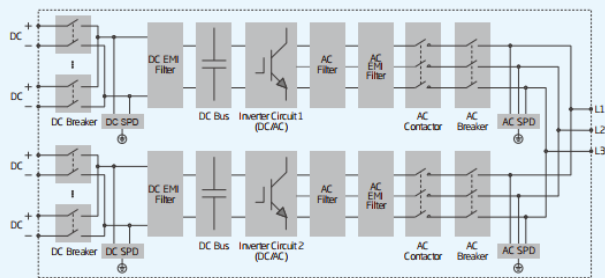 DC
+
−
DC
+
−
DC Breaker
DC SPD
DC EMI
Filter
DC Bus
Inverter Circuit 1
(DC/AC)
AC
Filter
AC
EMI
Filter
AC
Contactor
AC
Breaker
AC SPD
L1
L2
L3
DC
+
−
DC
+
−
DC Breaker
DC SPD
DC EMI
Filter
DC Bus
Inverter Circuit 2
(DC/AC)
AC
Filter
AC
EMI
Filter
AC
Contactor
AC
Breaker
AC SPD